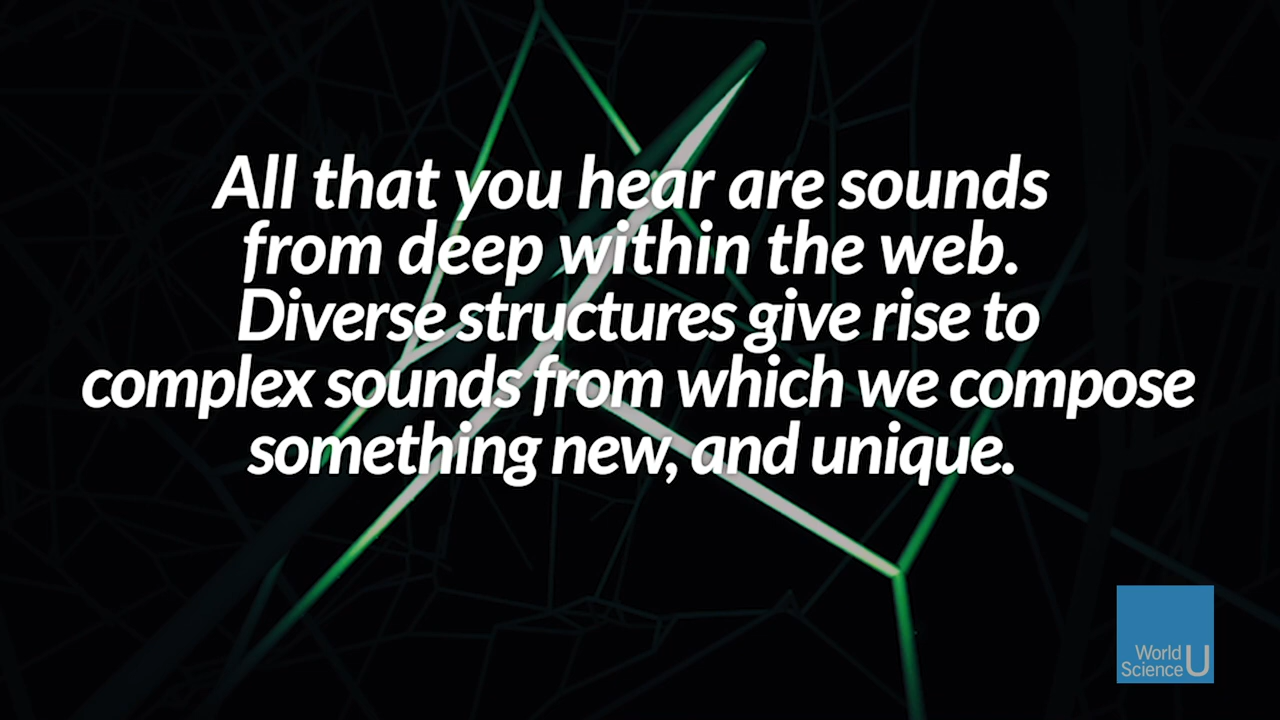 All that you hear are sounds
from deep within the web.
Diverse structures give rise to
complex sounds from which we compose
something new, and unique.
World
Science U